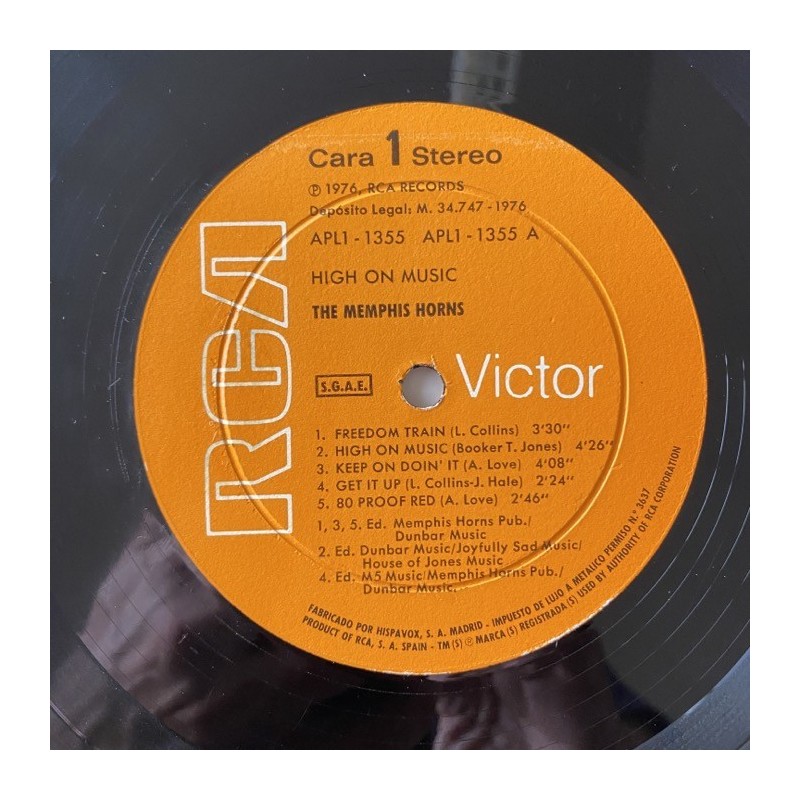 Cara 1 Stereo
℗ 1976, RCA RECORDS
Depósito Legal: M. 34.747 - 1976
APL1 - 1355 APL1 - 1355 A
HIGH ON MUSIC
THE MEMPHIS HORNS
RCA
S.G.A.E.
Victor
1. FREEDOM TRAIN (L. Collins) 3'30''
2. HIGH ON MUSIC (Booker T. Jones) 4'26''
3. KEEP ON DOIN' IT (A. Love) 4'08''
4. GET IT UP (L. Collins-J. Hale) 2'24''
5. 80 PROOF RED (A. Love) 2'46''
1, 3, 5. Ed. Memphis Horns Pub./
Dunbar Music
2. Ed. Dunbar Music/Joyfully Sad Music/
House of Jones Music
4. Ed. M5 Music/Memphis Horns Pub./
Dunbar Music.
FABRICADO POR HISPAVOX, S. A. MADRID - IMPUESTO DE LUJO A METALICO PERMISO N.° 3637
PRODUCT OF RCA, S. A. SPAIN - TM (S) ℗ MARCA (S) REGISTRADA (S) USED BY AUTHORITY OF RCA CORPORATION